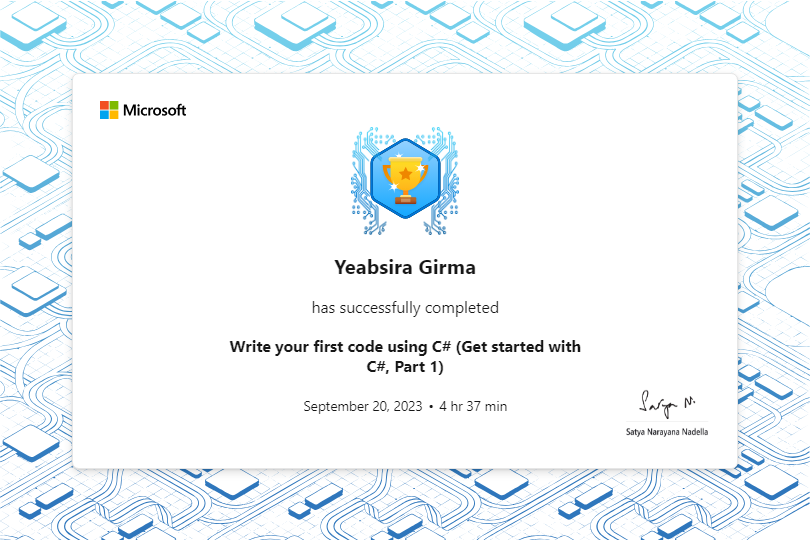 Microsoft
Yeabsira Girma
has successfully completed
Write your first code using C# (Get started with
C#, Part 1)
September 20, 2023 • 4 hr 37 min
Satya N.
Satya Narayana Nadella